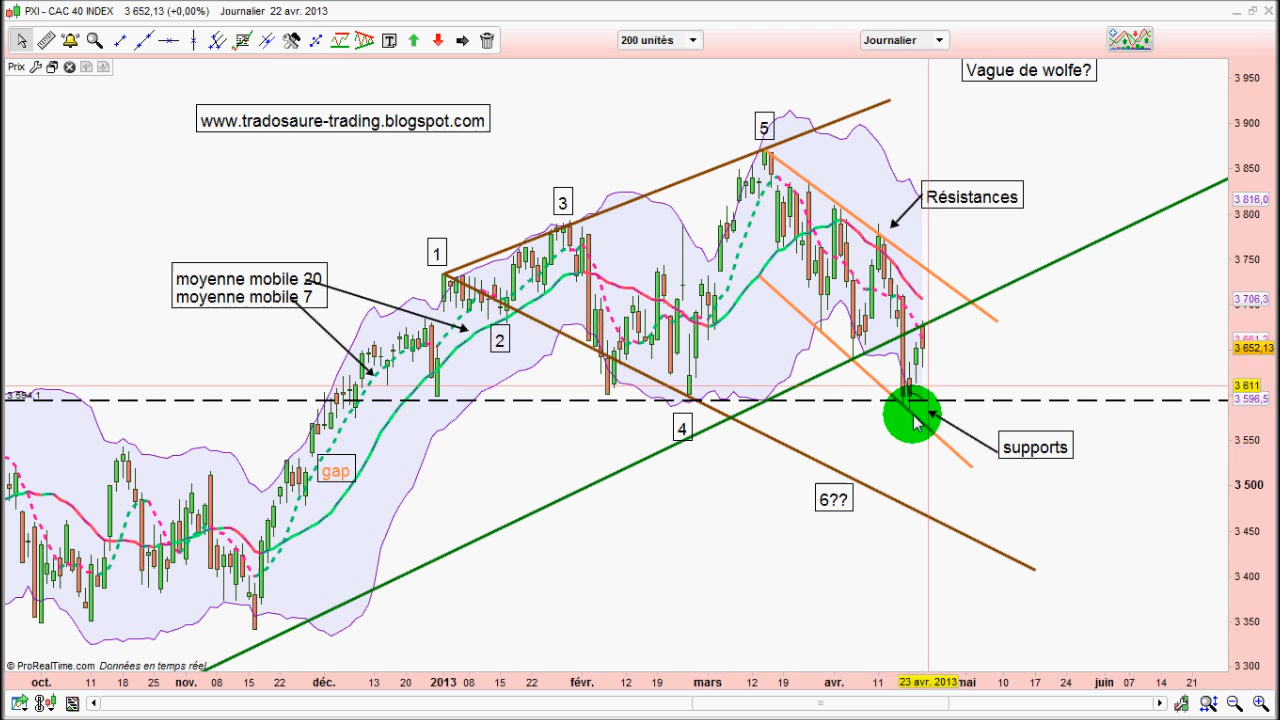 PXI - CAC 40 INDEX 3 652,13 (+0,00%) Journalier 22 avr. 2013
200 unités
Journalier
Prix
Vague de wolfe?
3 950
www.tradosaure-trading.blogspot.com
5
3 900
3 850
Résistances
3 816,0
3
3 800
1
3 750
moyenne mobile 20
moyenne mobile 7
3 706,3
2
3 652,13
3 611
3 594,1
3 596,5
4
supports
3 550
gap
6??
3 500
3 450
3 400
3 350
© ProRealTime.com Données en temps réel
3 300
oct. 11 18 25 nov. 08 15 22 déc. 13 20 2013 08 15 22 févr. 12 19 mars 12 19 avr. 11 23 avr. 2013 mai 10 17 24 juin 07 14 21